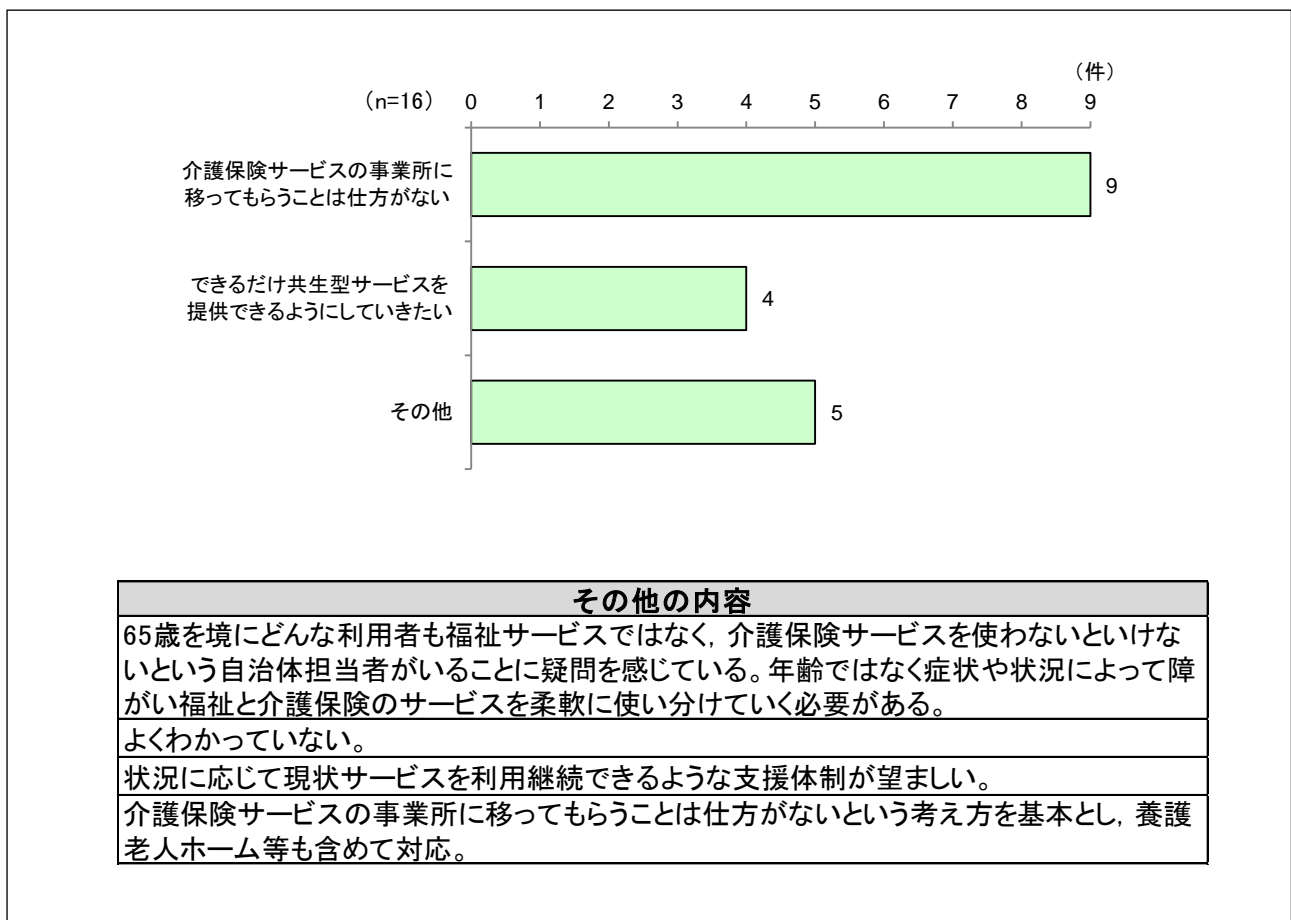 （件）
（n=16） 0 1 2 3 4 5 6 7 8 9
介護保険サービスの事業所に
移ってもらうことは仕方がない
9
できるだけ共生型サービスを
提供できるようにしていきたい
4
その他
5
その他の内容
65歳を境にどんな利用者も福祉サービスではなく，介護保険サービスを使わないといけな
いという自治体担当者がいることに疑問を感じている。年齢ではなく症状や状況によって障
がい福祉と介護保険のサービスを柔軟に使い分けていく必要がある。
よくわかっていない。
状況に応じて現状サービスを利用継続できるような支援体制が望ましい。
介護保険サービスの事業所に移ってもらうことは仕方がないという考え方を基本とし，養護
老人ホーム等も含めて対応。